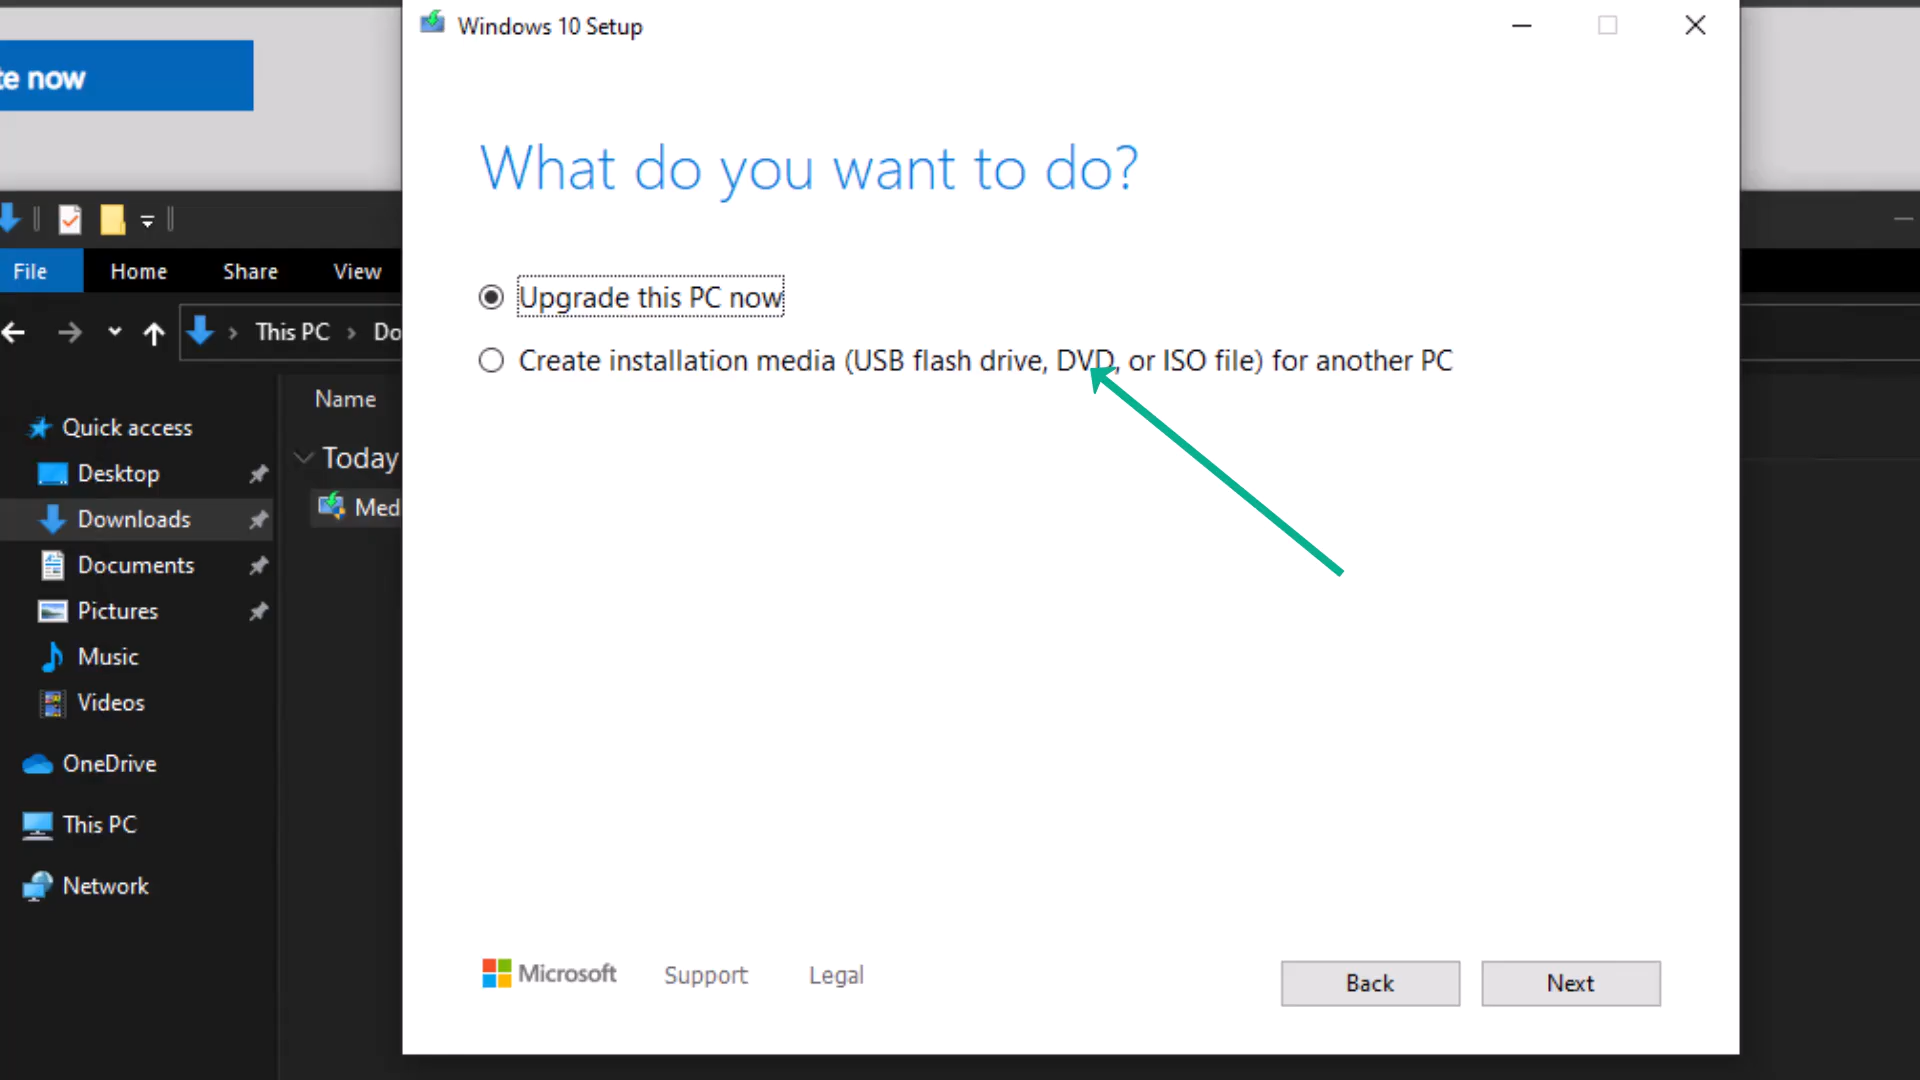 Windows 10 Setup
te now
What do you want to do?
File Home Share View
Upgrade this PC now
This PC Do
Create installation media (USB flash drive, DVD, or ISO file) for another PC
Name
Quick access
Today
Desktop
Med
Downloads
Documents
Pictures
Music
Videos
OneDrive
This PC
Network
Microsoft Support Legal
Back Next